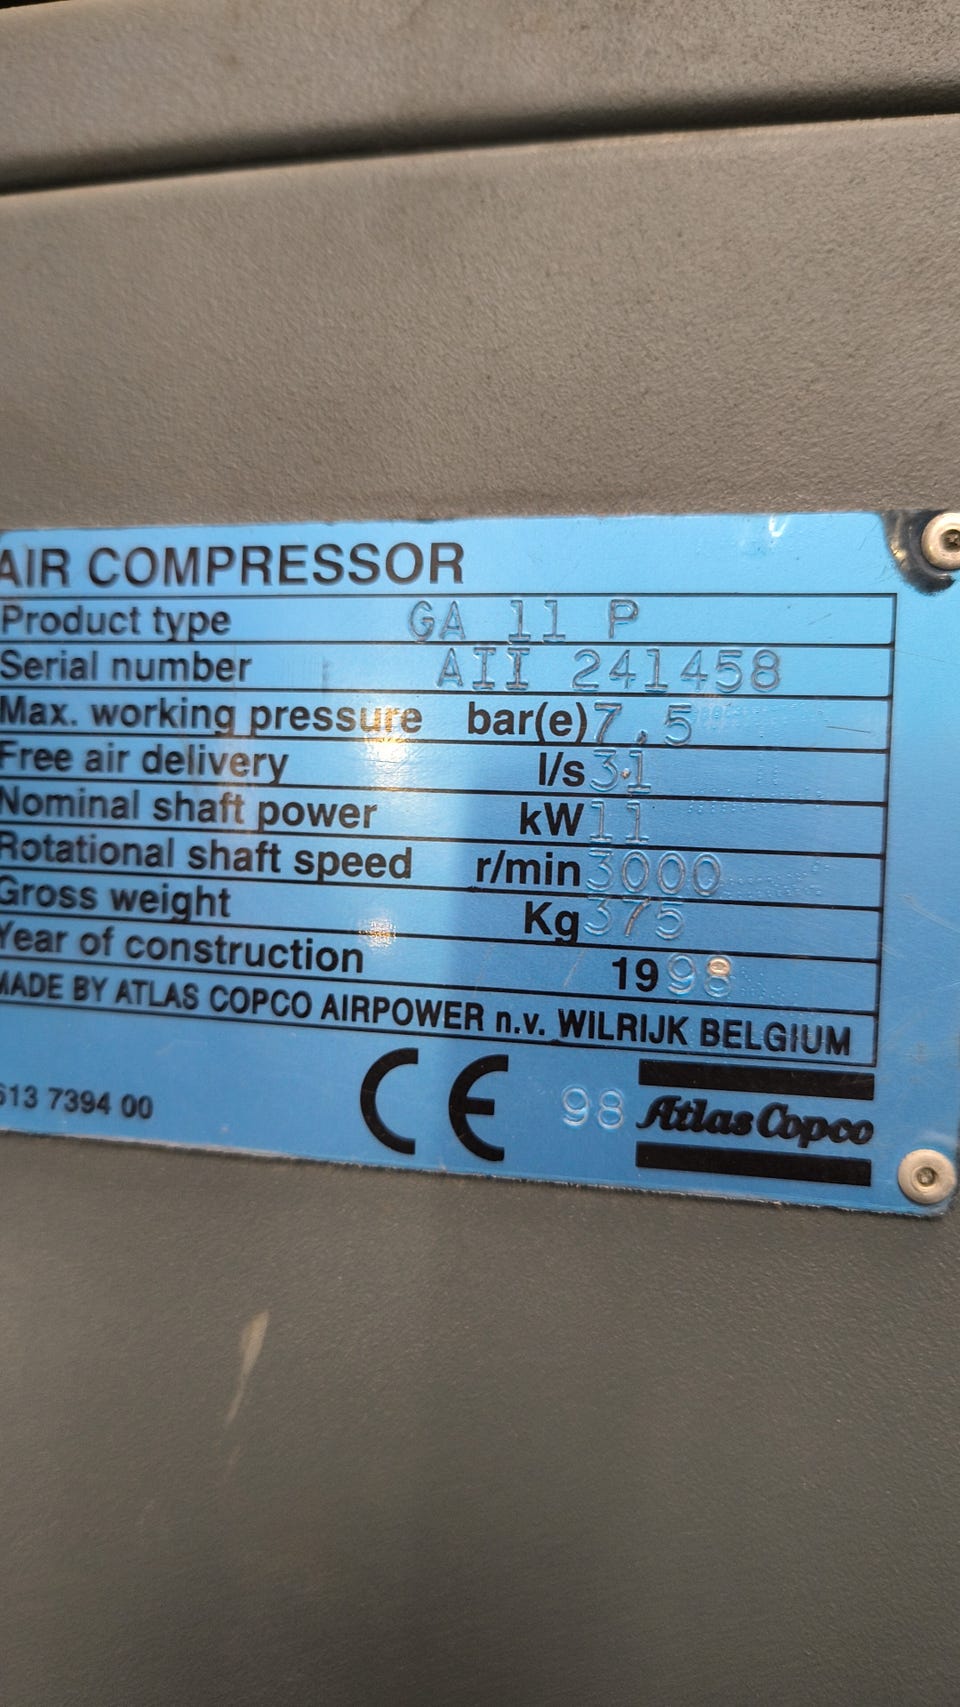 AIR COMPRESSOR
Product type GA 11 P
Serial number AII 241458
Max. working pressure bar(e) 7.5
Free air delivery l/s 31
Nominal shaft power kW 11
Rotational shaft speed r/min 3000
Gross weight Kg 375
Year of construction 1998
MADE BY ATLAS COPCO AIRPOWER n.v. WILRIJK BELGIUM
613 7394 00 CE 98 Atlas Copco